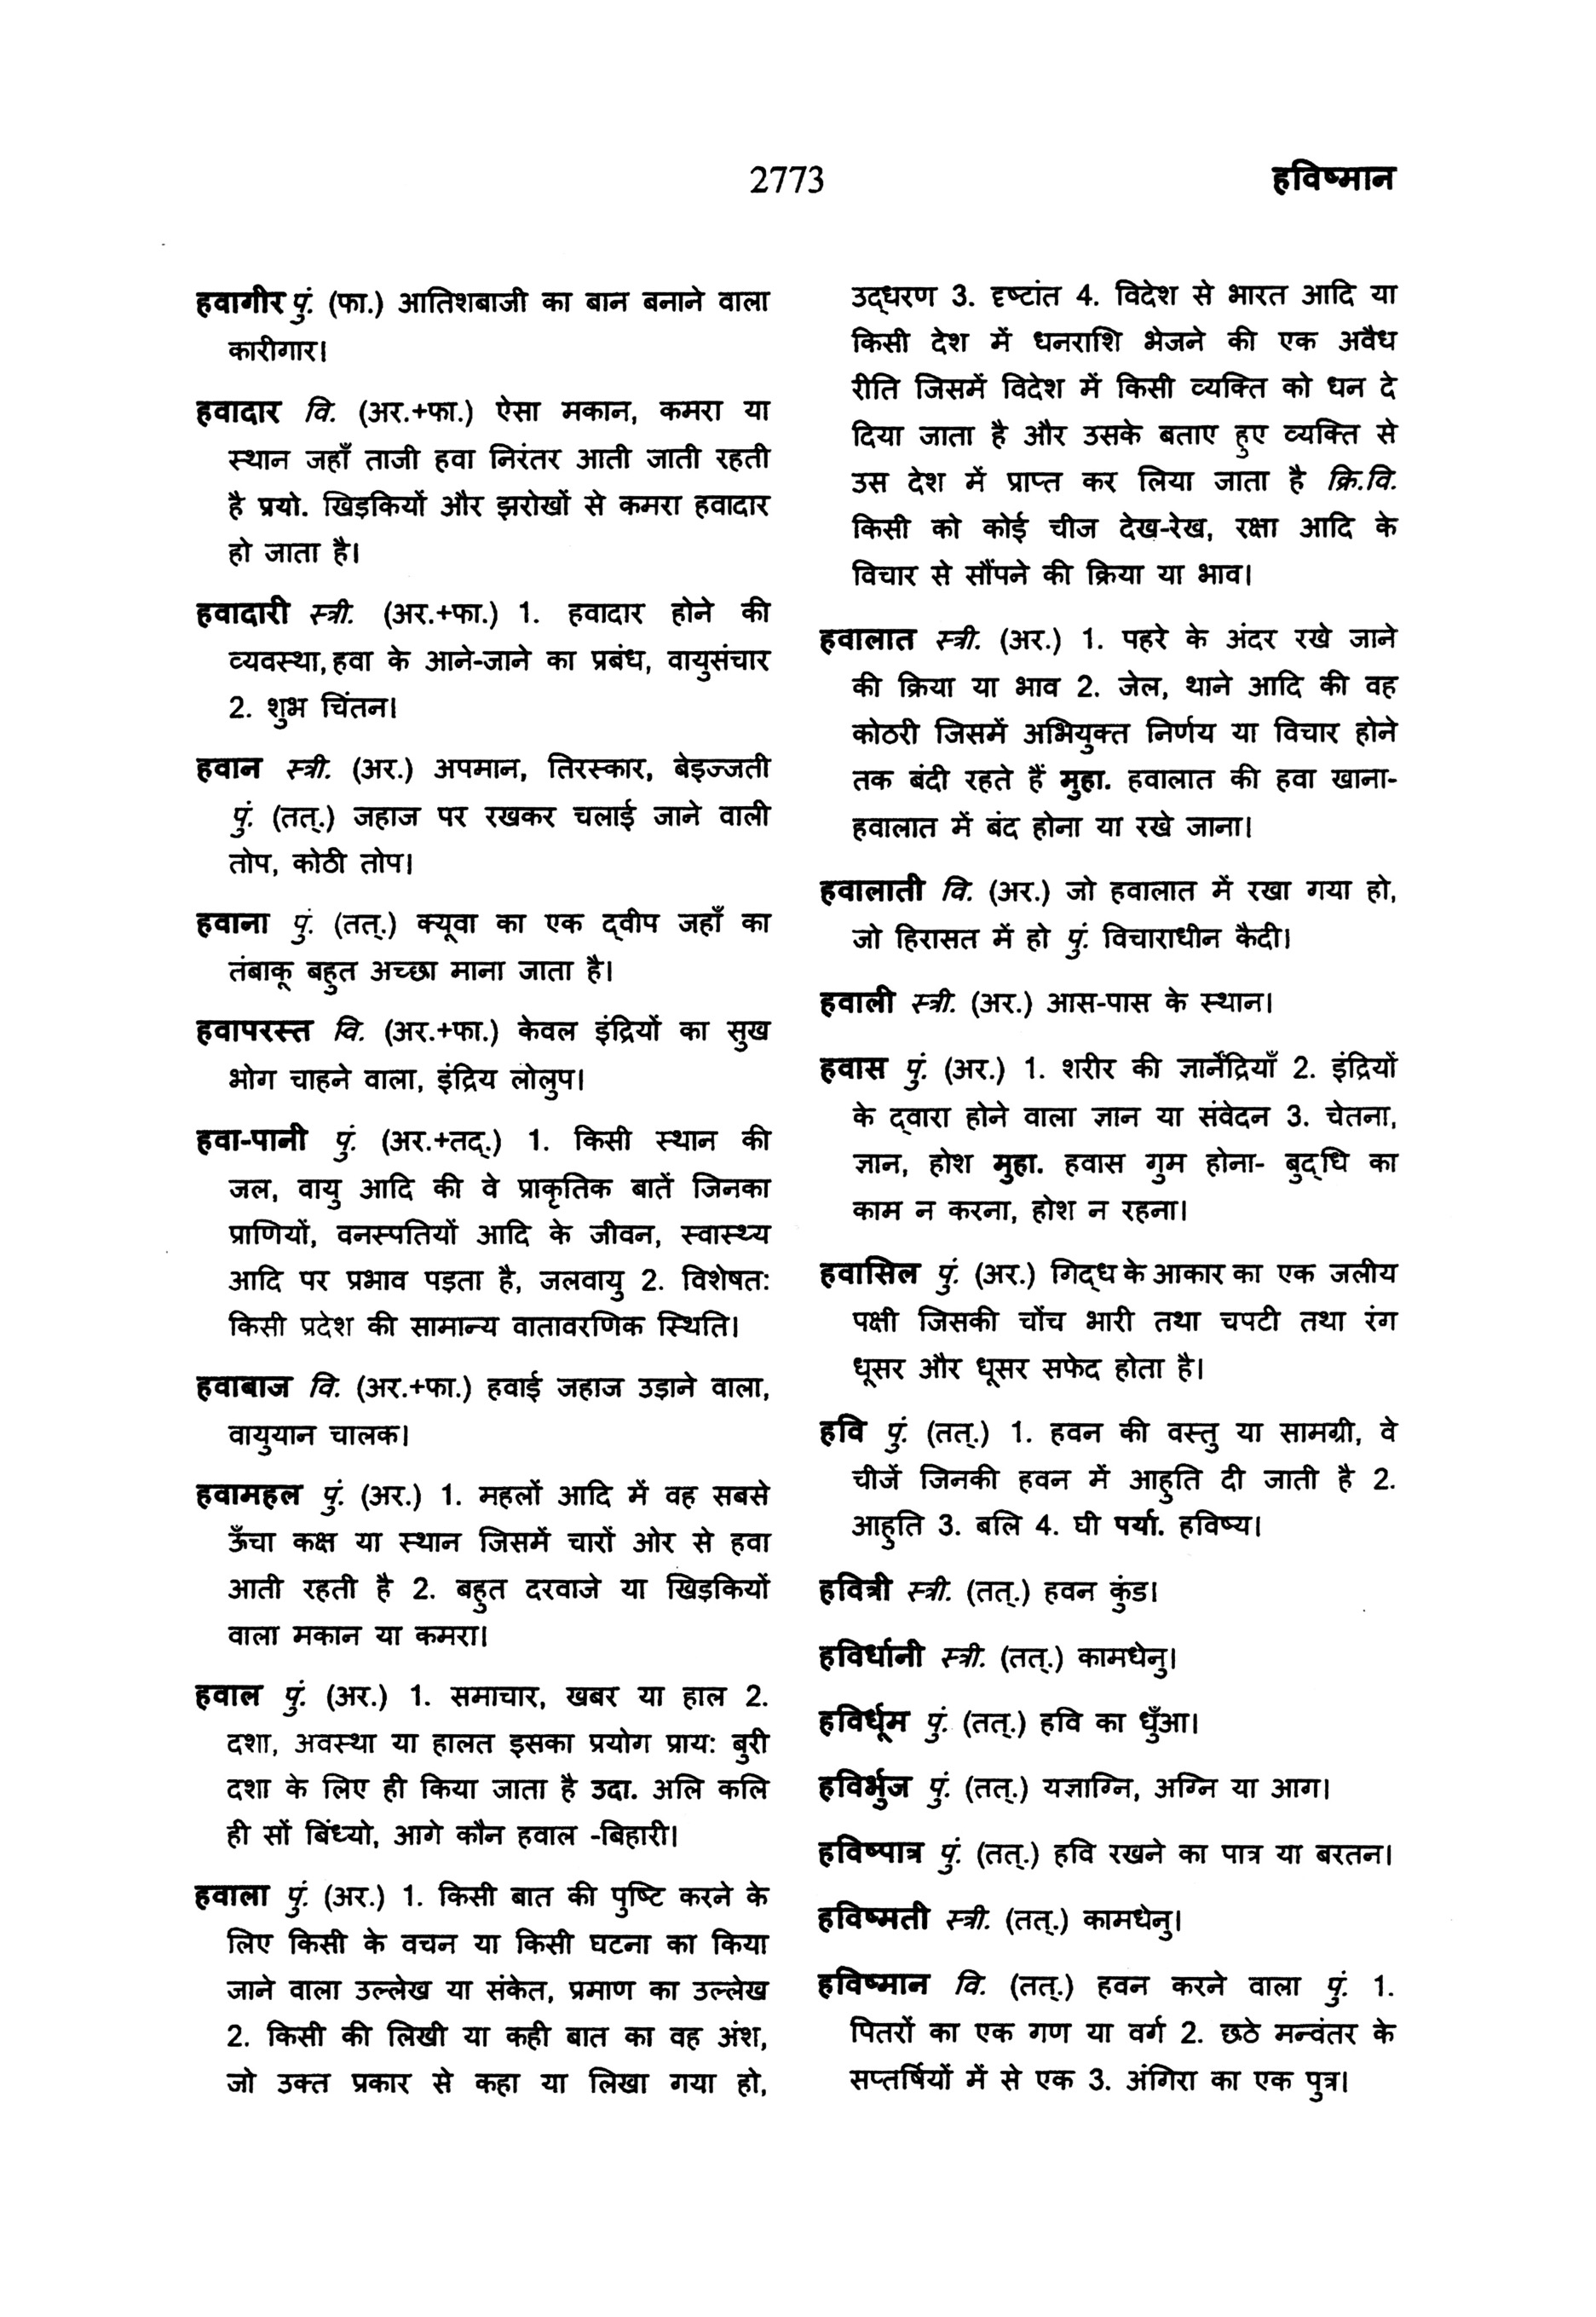 2773
हविष्मान
हवागीर पुं. (फा.) आतिशबाजी का बान बनाने वाला
कारीगार।
हवादार वि. (अर.+फा.) ऐसा मकान, कमरा या
स्थान जहाँ ताजी हवा निरंतर आती जाती रहती
है प्रयो. खिड़कियों और झरोखों से कमरा हवादार
हो जाता है।
हवादारी स्त्री. (अर.+फा.) 1. हवादार होने की
व्यवस्था, हवा के आने-जाने का प्रबंध, वायुसंचार
2. शुभ चिंतन।
हवान स्त्री. (अर.) अपमान, तिरस्कार, बेइज्जती
पुं. (तत्.) जहाज पर रखकर चलाई जाने वाली
तोप, कोठी तोप।
हवाना पुं. (तत्.) क्यूवा का एक द्वीप जहाँ का
तंबाकू बहुत अच्छा माना जाता है।
हवापरस्त वि. (अर.+फा.) केवल इंद्रियों का सुख
भोग चाहने वाला, इंद्रिय लोलुप।
हवा-पानी पुं. (अर.+तद्.) 1. किसी स्थान की
जल, वायु आदि की वे प्राकृतिक बातें जिनका
प्राणियों, वनस्पतियों आदि के जीवन, स्वास्थ्य
आदि पर प्रभाव पड़ता है, जलवायु 2. विशेषत:
किसी प्रदेश की सामान्य वातावरणिक स्थिति।
हवाबाज वि. (अर.+फा.) हवाई जहाज उड़ाने वाला,
वायुयान चालक।
हवामहल पुं. (अर.) 1. महलों आदि में वह सबसे
ऊँचा कक्ष या स्थान जिसमें चारों ओर से हवा
आती रहती है 2. बहुत दरवाजे या खिड़कियों
वाला मकान या कमरा।
हवाल पुं. (अर.) 1. समाचार, खबर या हाल 2.
दशा, अवस्था या हालत इसका प्रयोग प्राय: बुरी
दशा के लिए ही किया जाता है उदा. अलि कलि
ही सों बिंध्यो, आगे कौन हवाल -बिहारी।
हवाला पुं. (अर.) 1. किसी बात की पुष्टि करने के
लिए किसी के वचन या किसी घटना का किया
जाने वाला उल्लेख या संकेत, प्रमाण का उल्लेख
2. किसी की लिखी या कही बात का वह अंश,
जो उक्त प्रकार से कहा या लिखा गया हो,
उद्धरण 3. दृष्टांत 4. विदेश से भारत आदि या
किसी देश में धनराशि भेजने की एक अवैध
रीति जिसमें विदेश में किसी व्यक्ति को धन दे
दिया जाता है और उसके बताए हुए व्यक्ति से
उस देश में प्राप्त कर लिया जाता है क्रि.वि.
किसी को कोई चीज देख-रेख, रक्षा आदि के
विचार से सौंपने की क्रिया या भाव।
हवालात स्त्री. (अर.) 1. पहरे के अंदर रखे जाने
की क्रिया या भाव 2. जेल, थाने आदि की वह
कोठरी जिसमें अभियुक्त निर्णय या विचार होने
तक बंदी रहते हैं मुहा. हवालात की हवा खाना-
हवालात में बंद होना या रखे जाना।
हवालाती वि. (अर.) जो हवालात में रखा गया हो,
जो हिरासत में हो पुं. विचाराधीन कैदी।
हवाली स्त्री. (अर.) आस-पास के स्थान।
हवास पुं. (अर.) 1. शरीर की ज्ञानेंद्रियाँ 2. इंद्रियों
के द्वारा होने वाला ज्ञान या संवेदन 3. चेतना,
ज्ञान, होश मुहा. हवास गुम होना- बुद्धि का
काम न करना, होश न रहना।
हवासिल पुं. (अर.) गिद्ध के आकार का एक जलीय
पक्षी जिसकी चोंच भारी तथा चपटी तथा रंग
धूसर और धूसर सफेद होता है।
हवि पुं. (तत्.) 1. हवन की वस्तु या सामग्री, वे
चीजें जिनकी हवन में आहुति दी जाती है 2.
आहुति 3. बलि 4. घी पर्या. हविष्य।
हवित्री स्त्री. (तत्.) हवन कुंड।
हविर्धानी स्त्री. (तत्.) कामधेनु।
हविर्धूम पुं. (तत्.) हवि का धुँआ।
हविर्भुज पुं. (तत्.) यज्ञाग्नि, अग्नि या आग।
हविष्पात्र पुं. (तत्.) हवि रखने का पात्र या बरतन।
हविष्मती स्त्री. (तत्.) कामधेनु।
हविष्मान वि. (तत्.) हवन करने वाला पुं. 1.
पितरों का एक गण या वर्ग 2. छठे मन्वंतर के
सप्तर्षियों में से एक 3. अंगिरा का एक पुत्र।